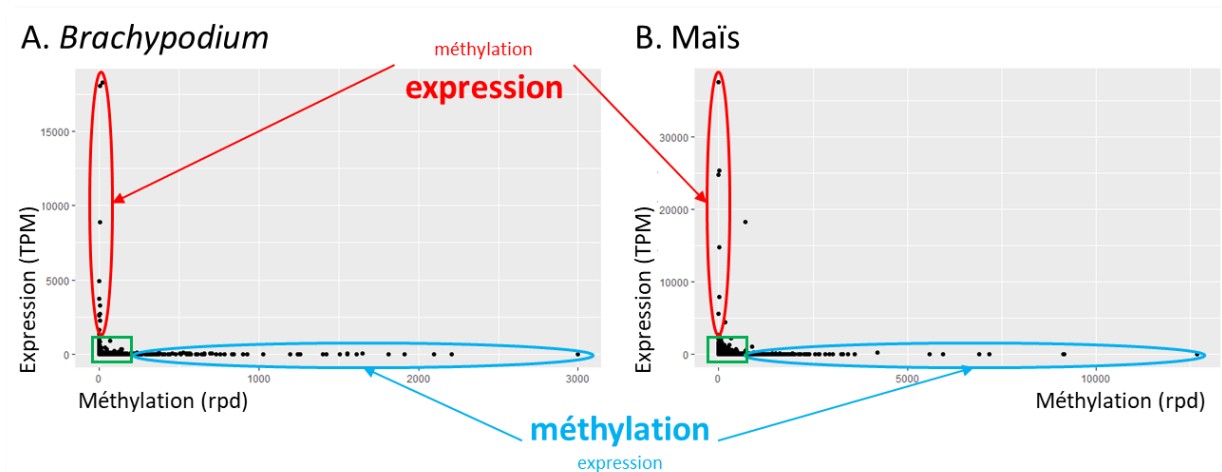 A. Brachypodium
méthylation
expression
B. Maïs
Expression (TPM)
15000
10000
5000
0
0
1000
2000
3000
Méthylation (rpd)
Expression (TPM)
30000
20000
10000
0
0
5000
10000
Méthylation (rpd)
méthylation
expression